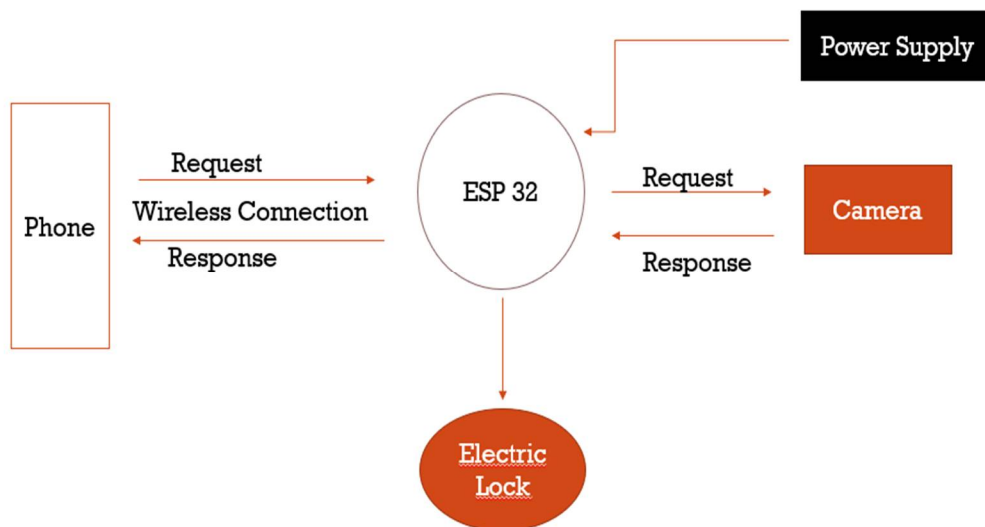 Power Supply
Request
Wireless Connection
Response
Phone
ESP 32
Request
Response
Camera
Electric
Lock